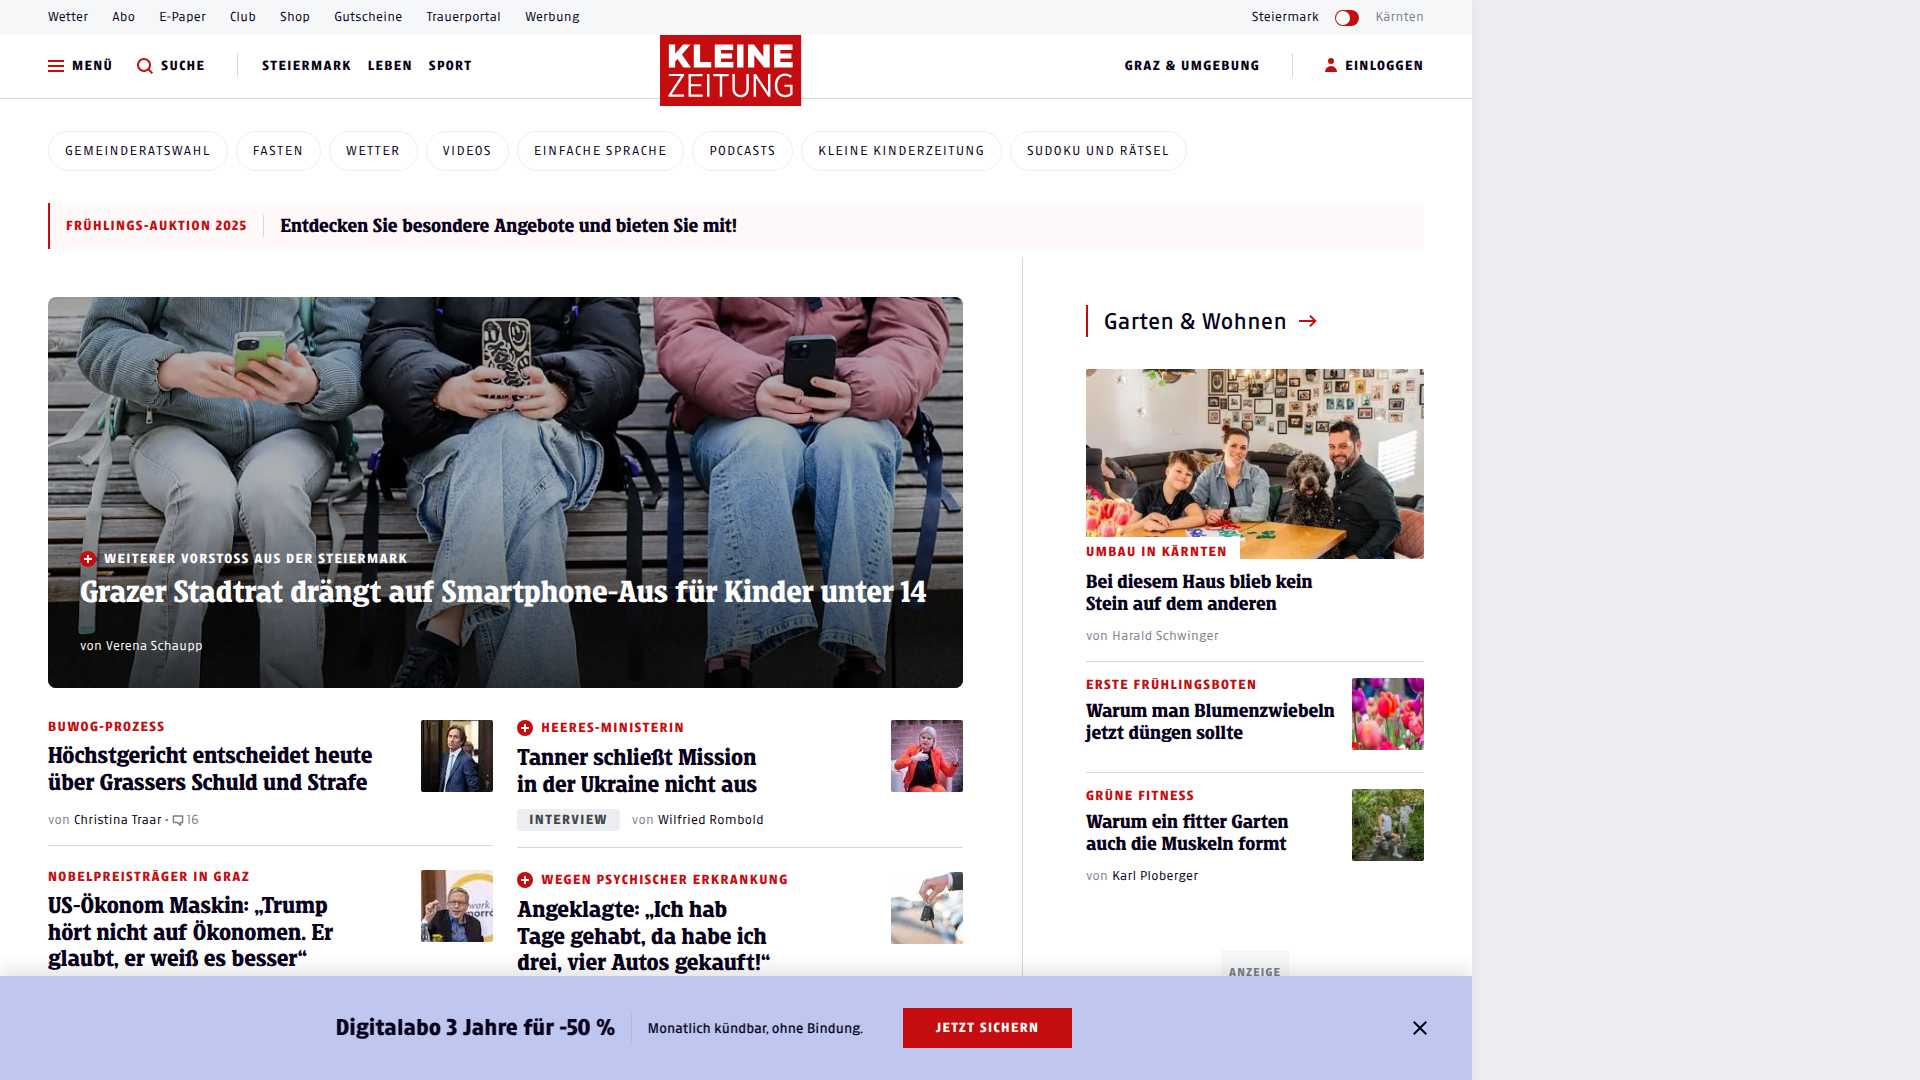 Wetter Abo E-Paper Club Shop Gutscheine Trauerportal Werbung Steiermark Kärnten
MENÜ SUCHE STEIERMARK LEBEN SPORT KLEINE ZEITUNG GRAZ & UMGEBUNG EINLOGGEN
GEMEINDERATSWAHL FASTEN WETTER VIDEOS EINFACHE SPRACHE PODCASTS KLEINE KINDERZEITUNG SUDOKU UND RÄTSEL
FRÜHLINGS-AUKTION 2025 Entdecken Sie besondere Angebote und bieten Sie mit!
WEITERER VORSTOSS AUS DER STEIERMARK
Grazer Stadtrat drängt auf Smartphone-Aus für Kinder unter 14
von Verena Schaupp
BUWOG-PROZESS
Höchstgericht entscheidet heute
über Grassers Schuld und Strafe
von Christina Traar · 16
HEERES-MINISTERIN
Tanner schließt Mission
in der Ukraine nicht aus
INTERVIEW von Wilfried Rombold
NOBELPREISTRÄGER IN GRAZ
US-Ökonom Maskin: „Trump
hört nicht auf Ökonomen. Er
glaubt, er weiß es besser“
WEGEN PSYCHISCHER ERKRANKUNG
Angeklagte: „Ich hab
Tage gehabt, da habe ich
drei, vier Autos gekauft!“
Garten & Wohnen
UMBAU IN KÄRNTEN
Bei diesem Haus blieb kein
Stein auf dem anderen
von Harald Schwinger
ERSTE FRÜHLINGSBOTEN
Warum man Blumenzwiebeln
jetzt düngen sollte
GRÜNE FITNESS
Warum ein fitter Garten
auch die Muskeln formt
von Karl Ploberger
ANZEIGE
Digitalabo 3 Jahre für -50 % Monatlich kündbar, ohne Bindung. JETZT SICHERN